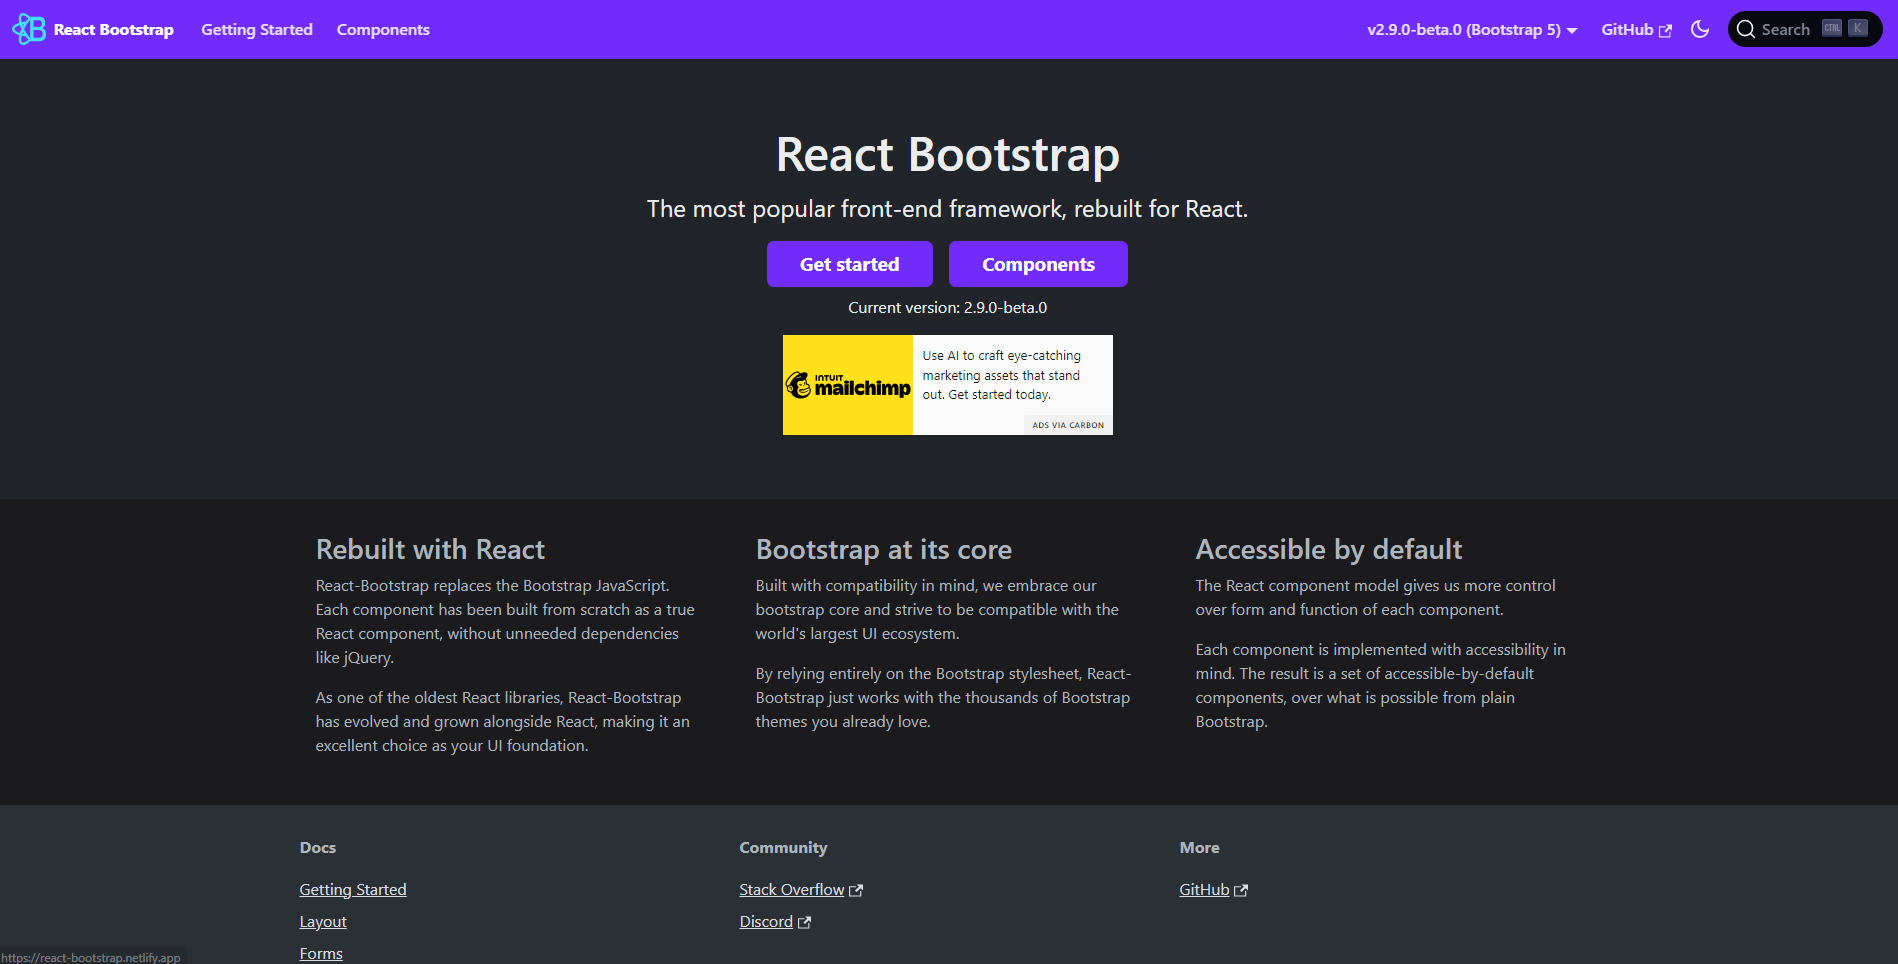 React Bootstrap Getting Started Components v2.9.0-beta.0 (Bootstrap 5) GitHub Search CTRL K
React Bootstrap
The most popular front-end framework, rebuilt for React.
Get started Components
Current version: 2.9.0-beta.0
INTUIT
mailchimp
Use AI to craft eye-catching
marketing assets that stand
out. Get started today.
ADS VIA CARBON
Rebuilt with React
React-Bootstrap replaces the Bootstrap JavaScript.
Each component has been built from scratch as a true
React component, without unneeded dependencies
like jQuery.
As one of the oldest React libraries, React-Bootstrap
has evolved and grown alongside React, making it an
excellent choice as your UI foundation.
Bootstrap at its core
Built with compatibility in mind, we embrace our
bootstrap core and strive to be compatible with the
world's largest UI ecosystem.
By relying entirely on the Bootstrap stylesheet, React-
Bootstrap just works with the thousands of Bootstrap
themes you already love.
Accessible by default
The React component model gives us more control
over form and function of each component.
Each component is implemented with accessibility in
mind. The result is a set of accessible-by-default
components, over what is possible from plain
Bootstrap.
Docs
Getting Started
Layout
Forms
Community
Stack Overflow
Discord
More
GitHub
https://react-bootstrap.netlify.app